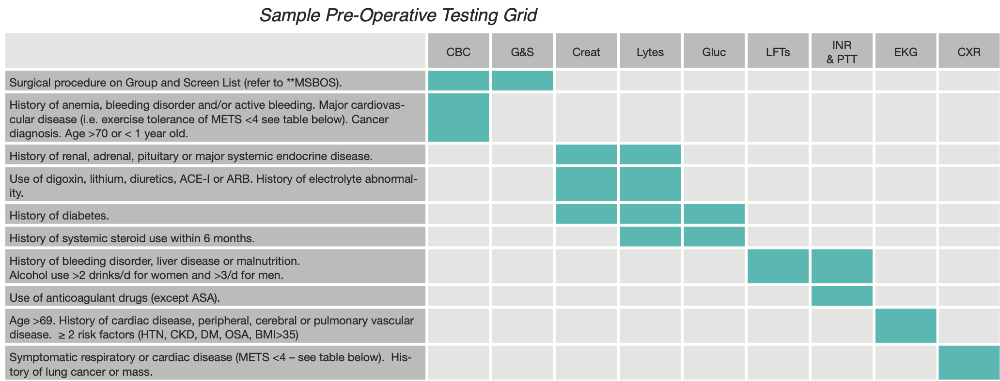 Sample Pre-Operative Testing Grid
CBC
G&S
Creat
Lytes
Gluc
LFTs
INR
& PTT
EKG
CXR
Surgical procedure on Group and Screen List (refer to **MSBOS).
History of anemia, bleeding disorder and/or active bleeding. Major cardiovas-
cular disease (i.e. exercise tolerance of METS <4 see table below). Cancer
diagnosis. Age >70 or < 1 year old.
History of renal, adrenal, pituitary or major systemic endocrine disease.
Use of digoxin, lithium, diuretics, ACE-I or ARB. History of electrolyte abnormal-
ity.
History of diabetes.
History of systemic steroid use within 6 months.
History of bleeding disorder, liver disease or malnutrition.
Alcohol use >2 drinks/d for women and >3/d for men.
Use of anticoagulant drugs (except ASA).
Age >69. History of cardiac disease, peripheral, cerebral or pulmonary vascular
disease.  ≥ 2 risk factors (HTN, CKD, DM, OSA, BMI>35)
Symptomatic respiratory or cardiac disease (METS <4 – see table below).  His-
tory of lung cancer or mass.